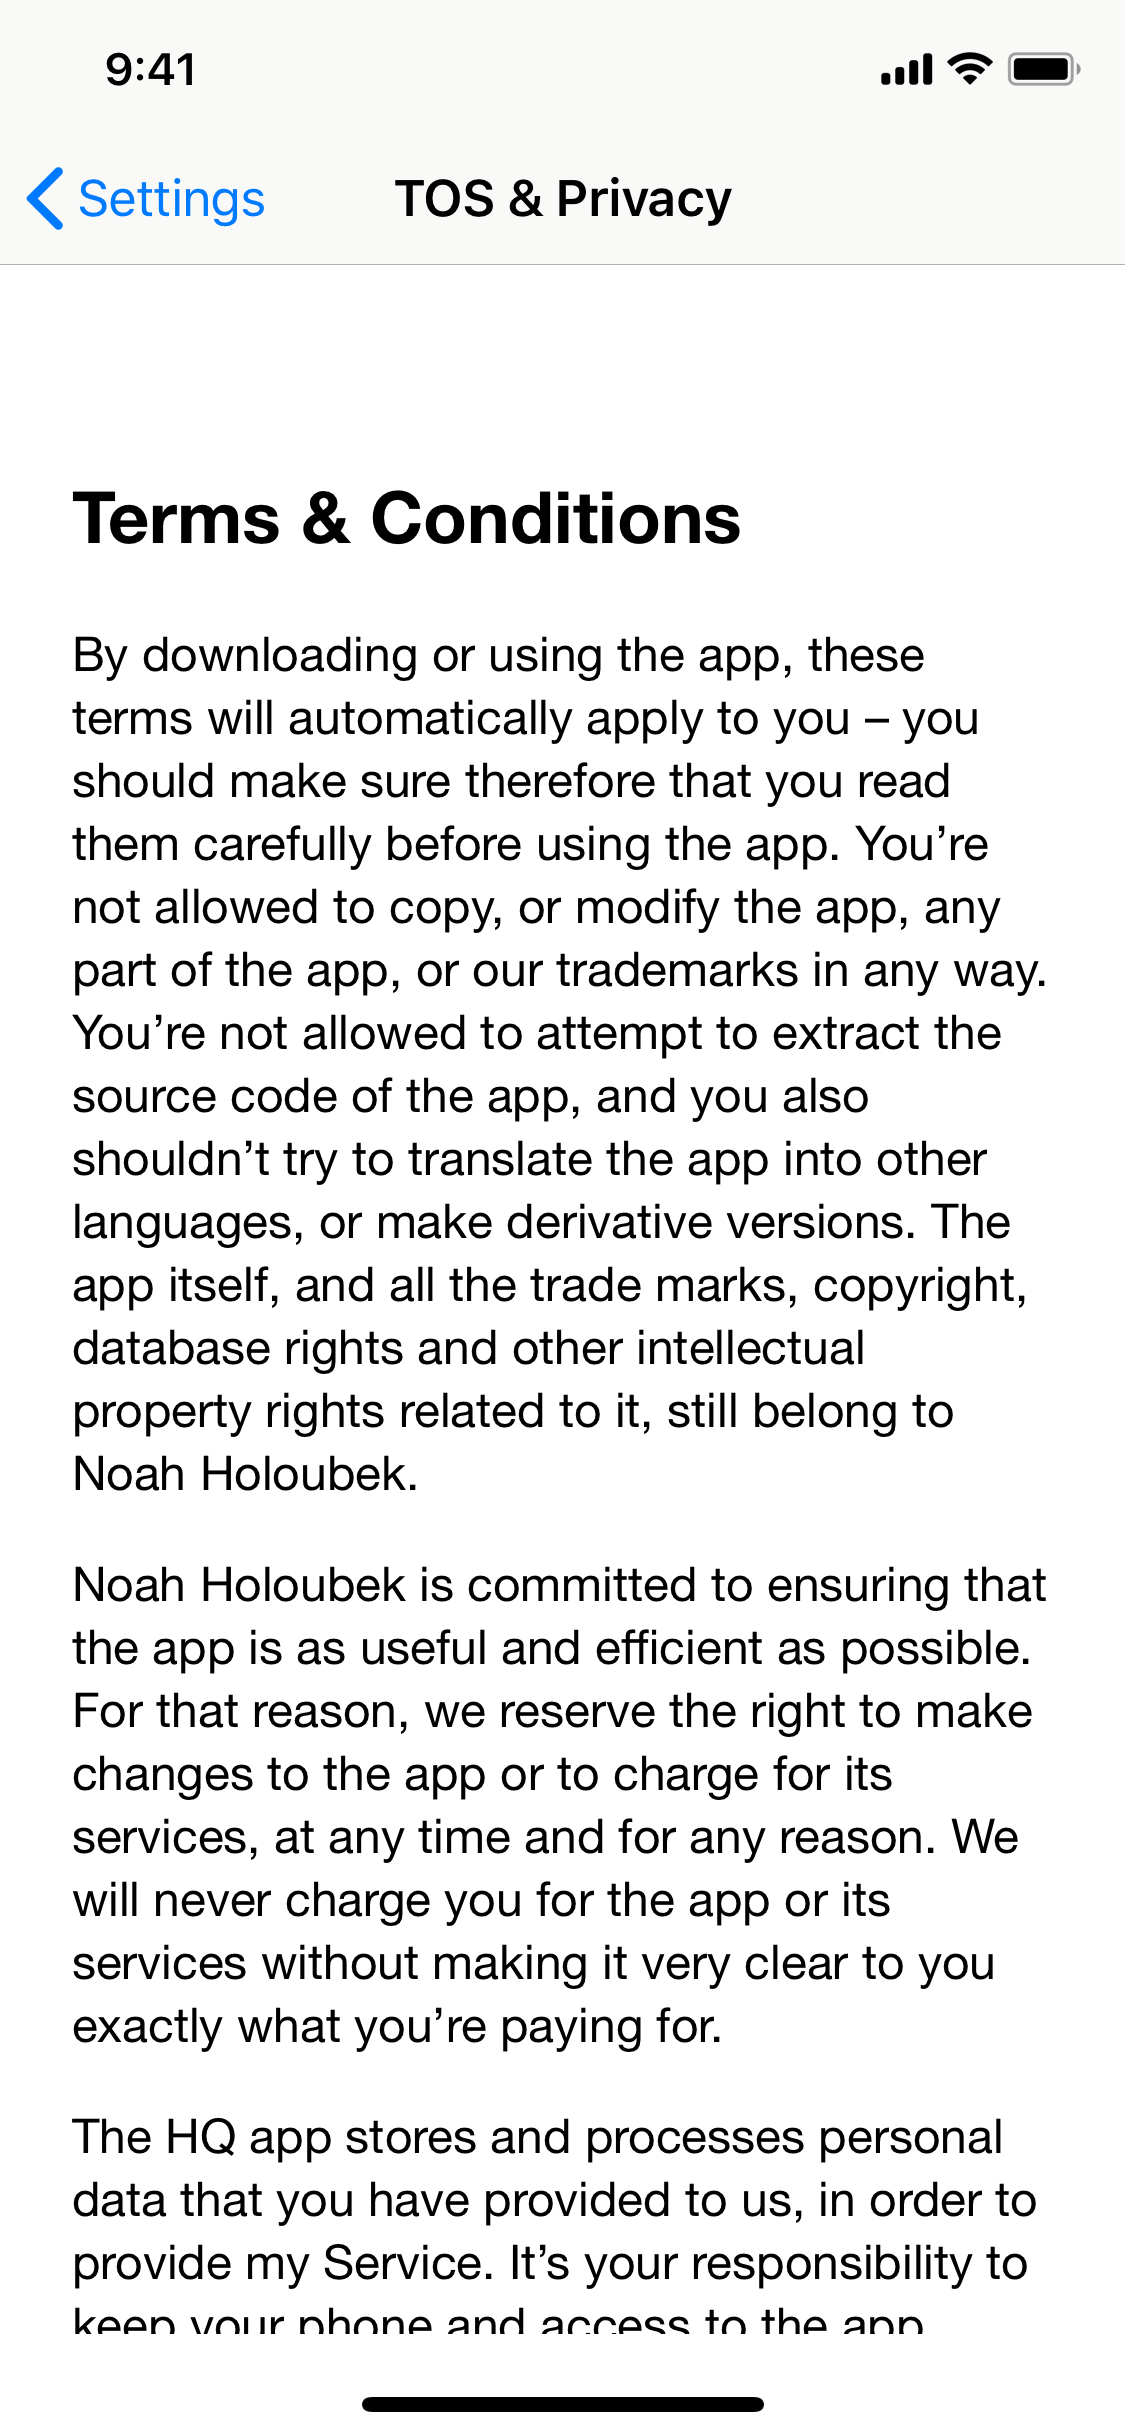 9:41
Settings
TOS & Privacy
Terms & Conditions
By downloading or using the app, these
terms will automatically apply to you – you
should make sure therefore that you read
them carefully before using the app. You’re
not allowed to copy, or modify the app, any
part of the app, or our trademarks in any way.
You’re not allowed to attempt to extract the
source code of the app, and you also
shouldn’t try to translate the app into other
languages, or make derivative versions. The
app itself, and all the trade marks, copyright,
database rights and other intellectual
property rights related to it, still belong to
Noah Holoubek.
Noah Holoubek is committed to ensuring that
the app is as useful and efficient as possible.
For that reason, we reserve the right to make
changes to the app or to charge for its
services, at any time and for any reason. We
will never charge you for the app or its
services without making it very clear to you
exactly what you’re paying for.
The HQ app stores and processes personal
data that you have provided to us, in order to
provide my Service. It’s your responsibility to
keep your phone and access to the app